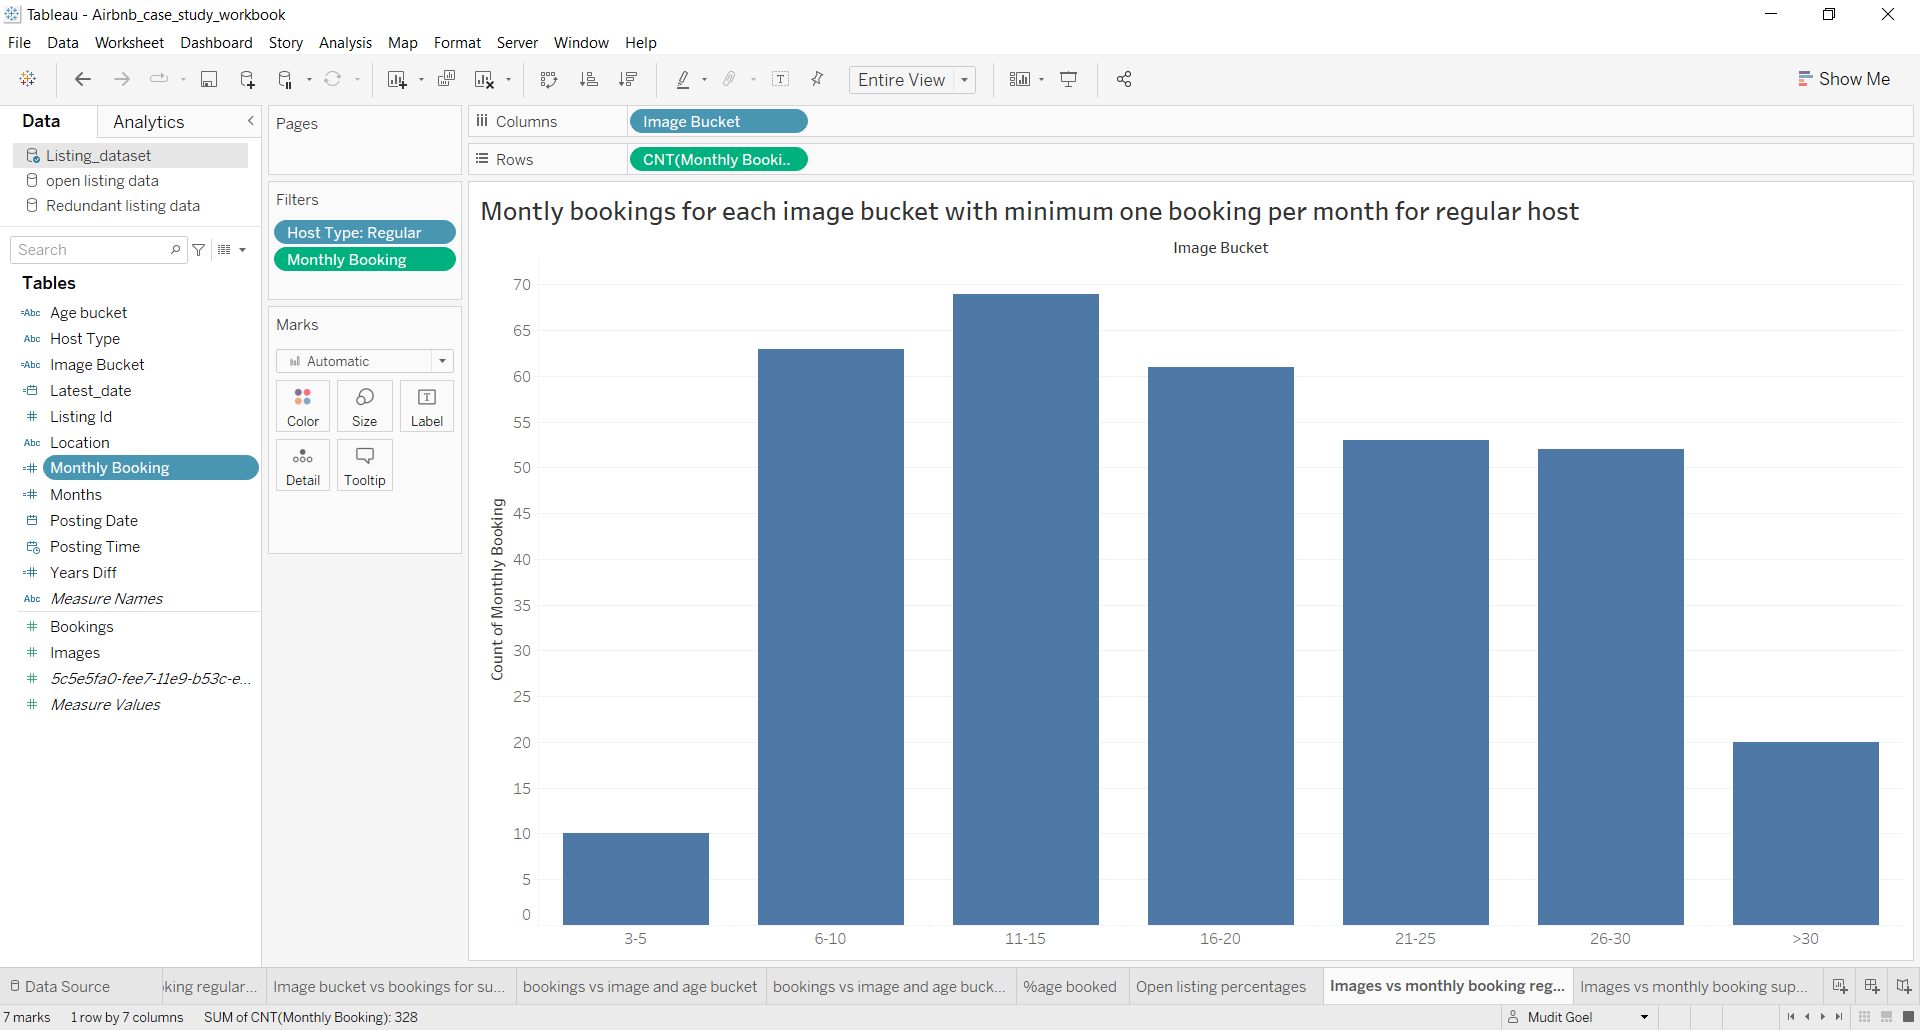 Tableau - Airbnb_case_study_workbook
File Data Worksheet Dashboard Story Analysis Map Format Server Window Help
Entire View
Show Me
Data Analytics
Listing_dataset
open listing data
Redundant listing data
Search
Tables
Abc Age bucket
Abc Host Type
Abc Image Bucket
Latest_date
Listing Id
Abc Location
Monthly Booking
Months
Posting Date
Posting Time
Years Diff
Abc Measure Names
Bookings
Images
5c5e5fa0-fee7-11e9-b53c-e...
Measure Values
Pages
Filters
Host Type: Regular
Monthly Booking
Marks
Automatic
Color Size Label
Detail Tooltip
Columns Image Bucket
Rows CNT(Monthly Booki..
Montly bookings for each image bucket with minimum one booking per month for regular host
Image Bucket
Count of Monthly Booking
70
65
60
55
50
45
40
35
30
25
20
15
10
5
0
3-5 6-10 11-15 16-20 21-25 26-30 >30
Data Source king regular... Image bucket vs bookings for su... bookings vs image and age bucket bookings vs image and age buck... %age booked Open listing percentages Images vs monthly booking reg... Images vs monthly booking sup...
7 marks 1 row by 7 columns SUM of CNT(Monthly Booking): 328 Mudit Goel